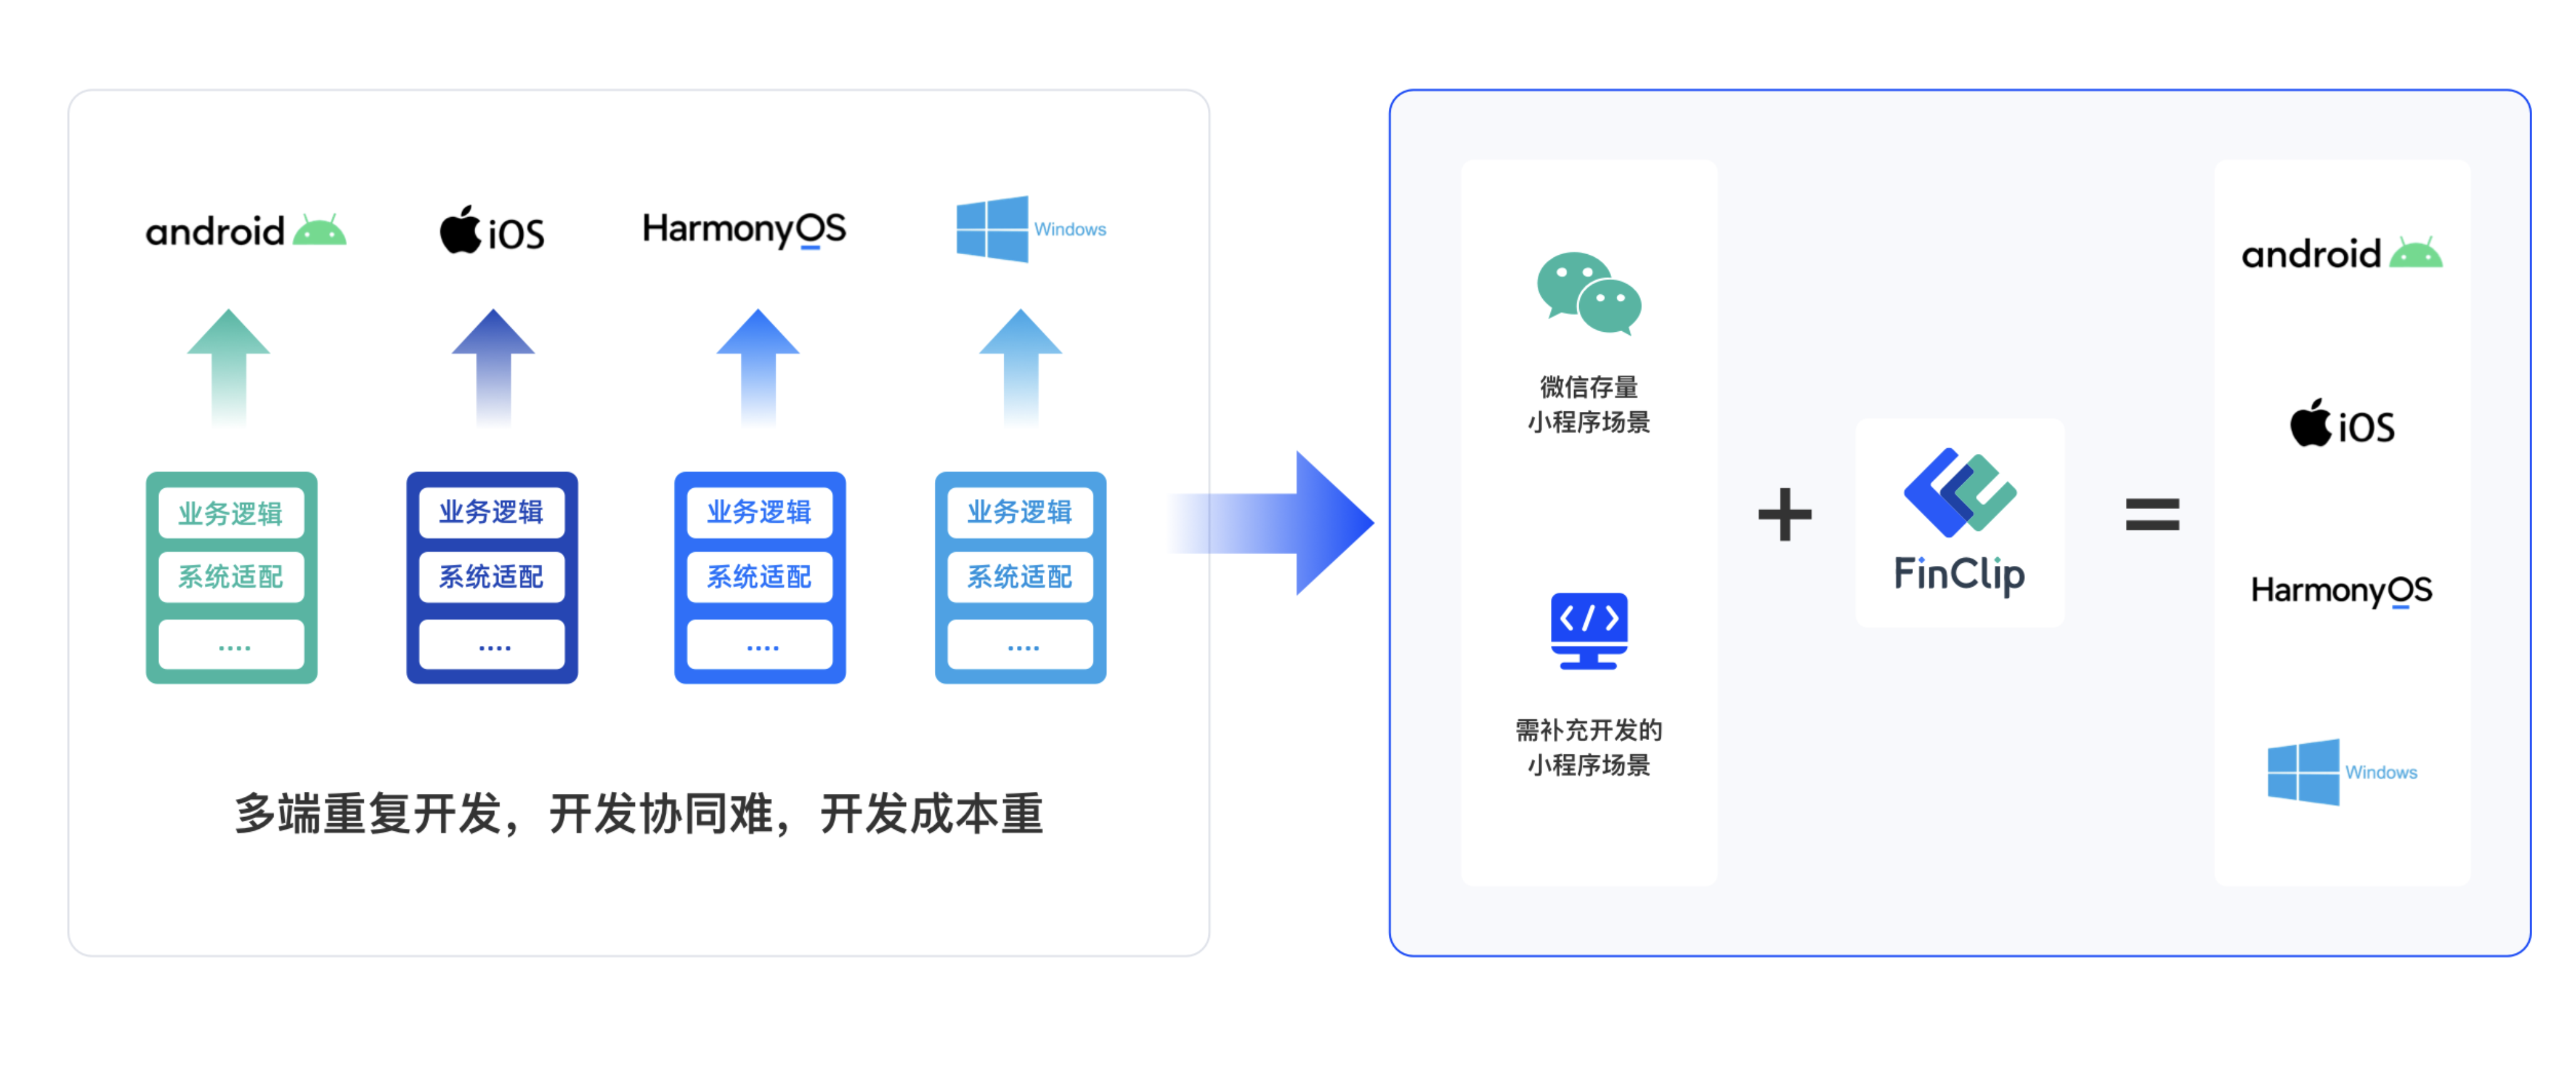 android
iOS
HarmonyOS
Windows
业务逻辑
系统适配
....
业务逻辑
系统适配
....
业务逻辑
系统适配
....
业务逻辑
系统适配
....
多端重复开发，开发协同难，开发成本重
微信存量
小程序场景
</>
需补充开发的
小程序场景
+
FinClip
=
android
iOS
HarmonyOS
Windows